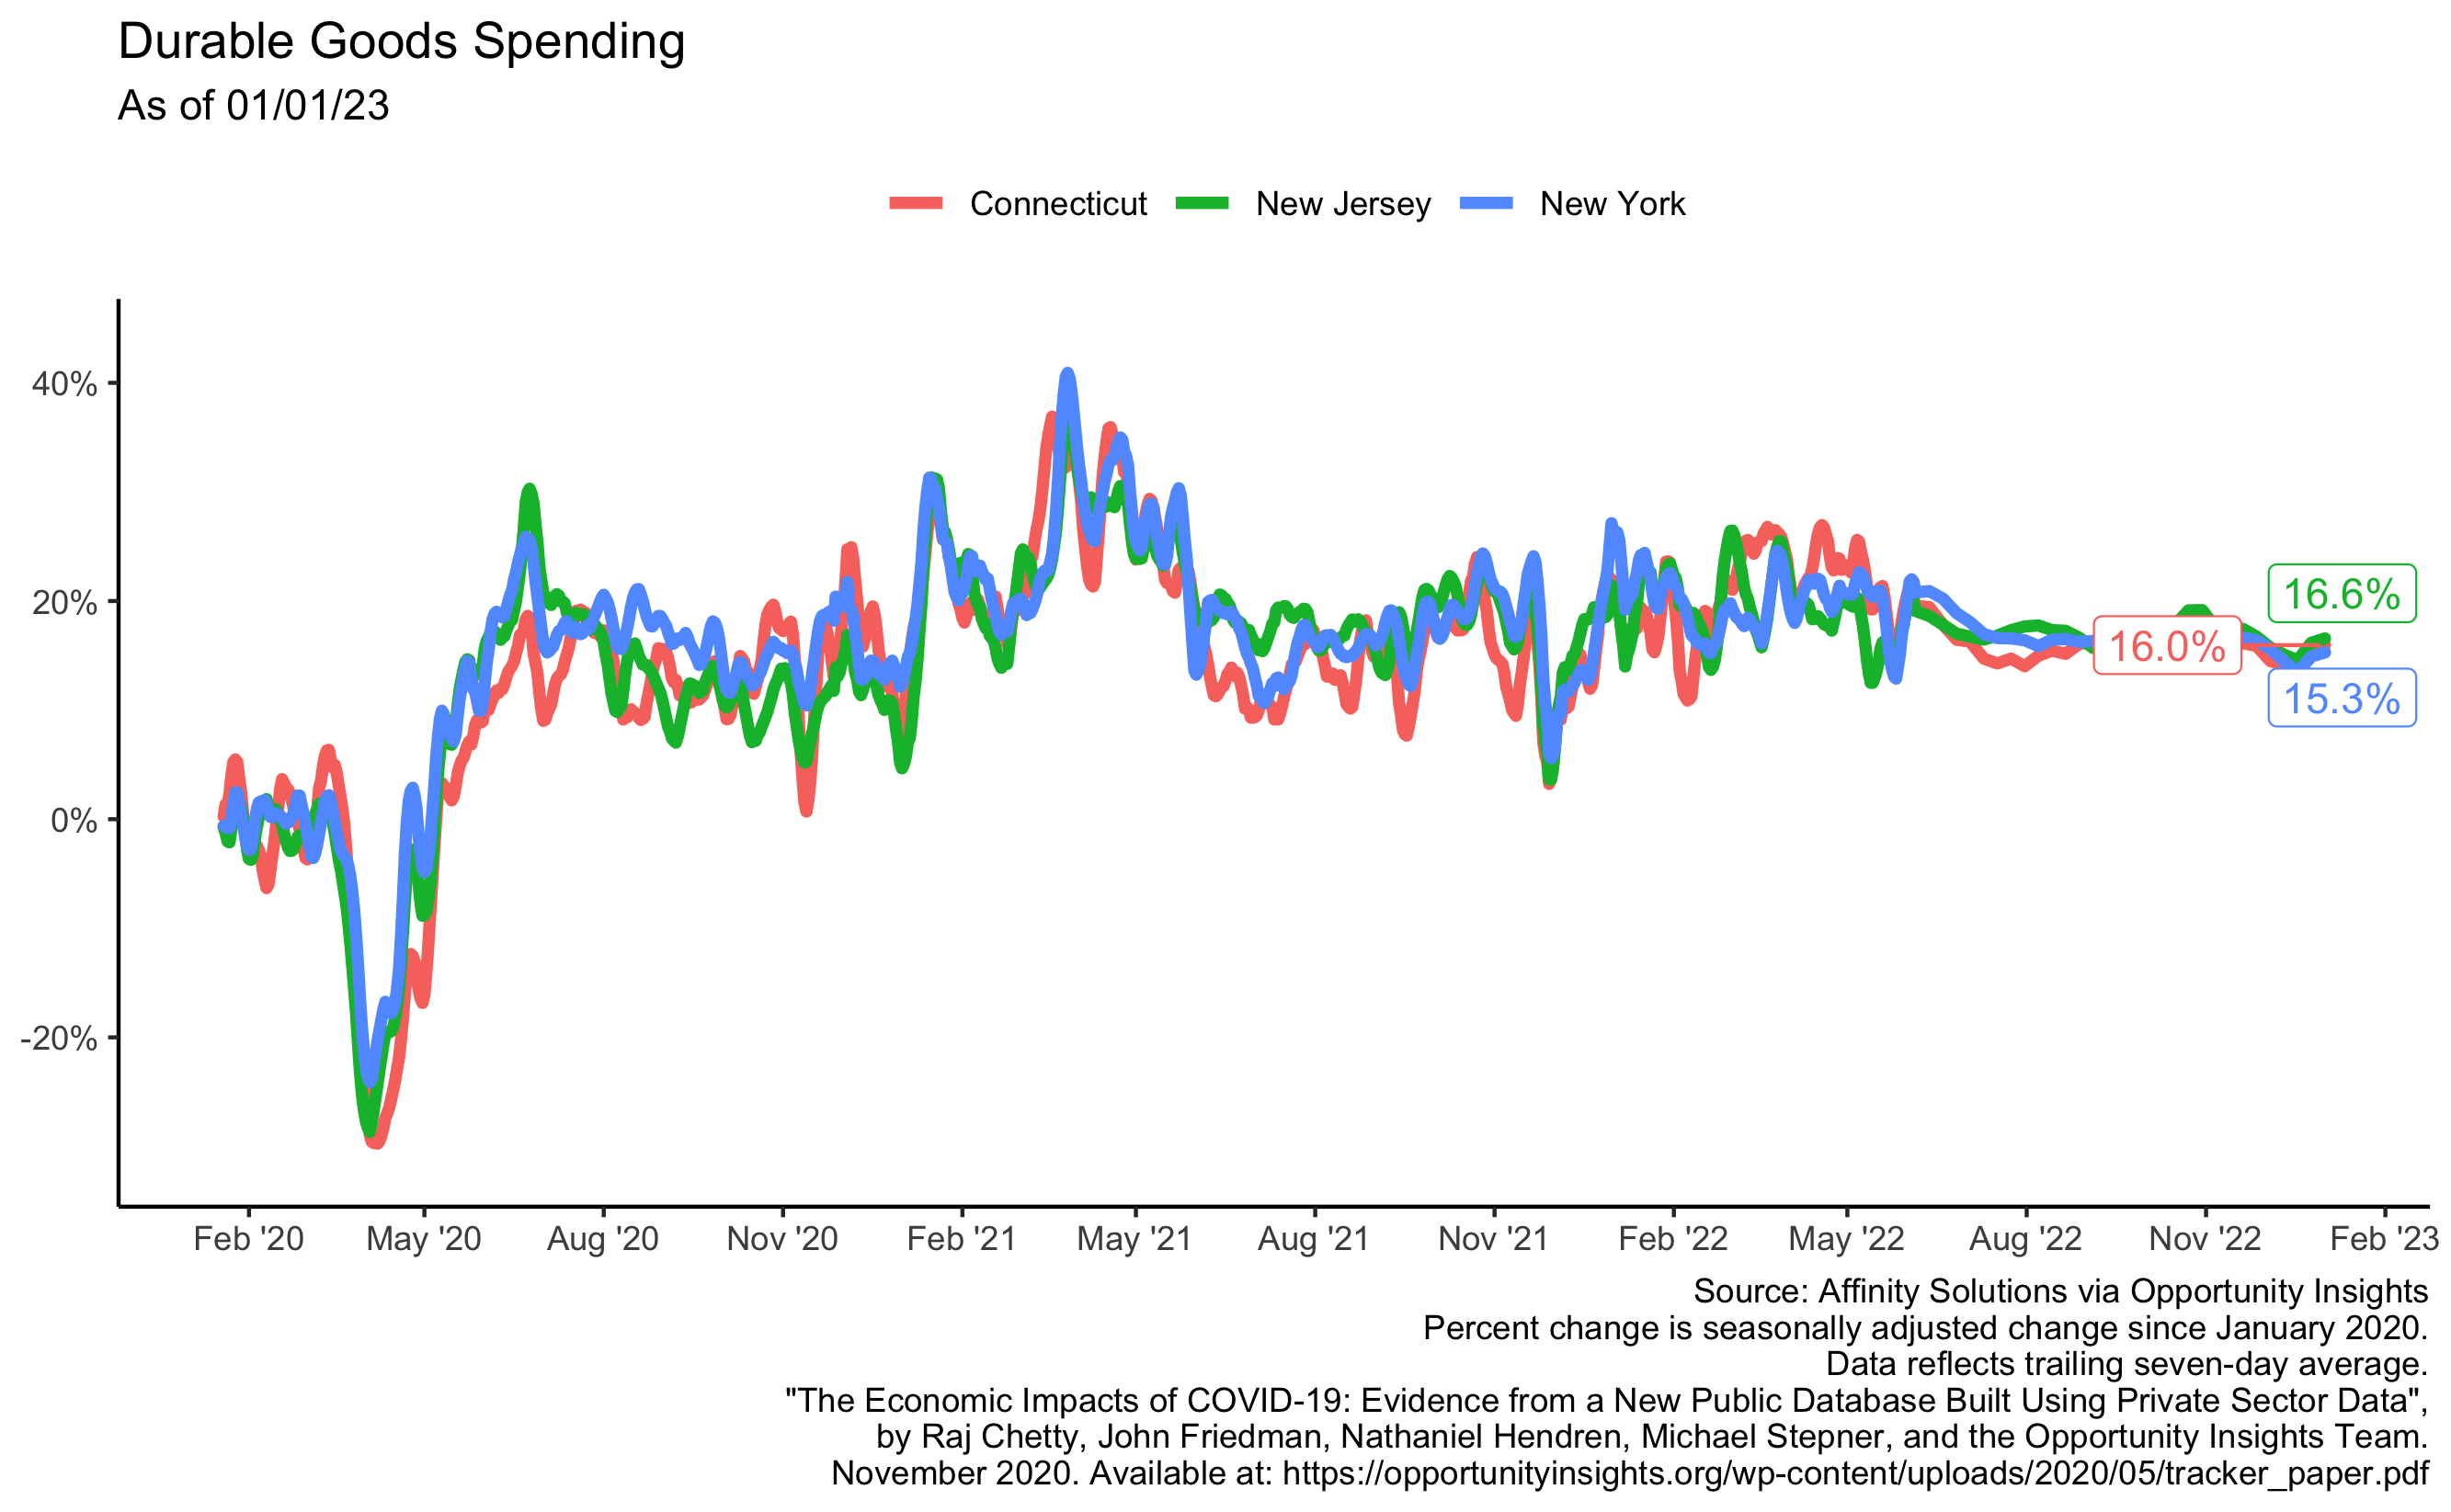 Durable Goods Spending
As of 01/01/23
Connecticut New Jersey New York
40%
20%
0%
-20%
16.6%
16.0%
15.3%
Feb '20 May '20 Aug '20 Nov '20 Feb '21 May '21 Aug '21 Nov '21 Feb '22 May '22 Aug '22 Nov '22 Feb '23
Source: Affinity Solutions via Opportunity Insights
Percent change is seasonally adjusted change since January 2020.
Data reflects trailing seven-day average.
"The Economic Impacts of COVID-19: Evidence from a New Public Database Built Using Private Sector Data",
by Raj Chetty, John Friedman, Nathaniel Hendren, Michael Stepner, and the Opportunity Insights Team.
November 2020. Available at: https://opportunityinsights.org/wp-content/uploads/2020/05/tracker_paper.pdf